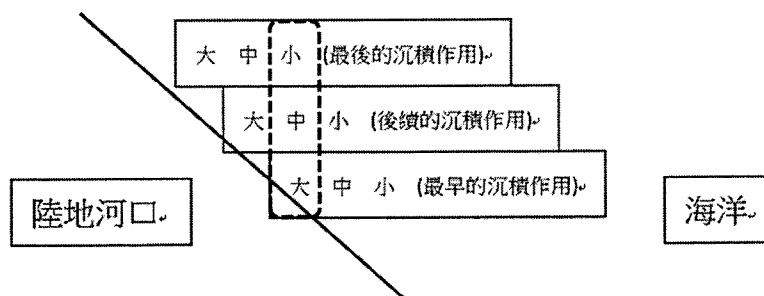 大 中 小 (最後的沉積作用)
大 中 小 (後續的沉積作用)
大 中 小 (最早的沉積作用)
陸地河口
海洋